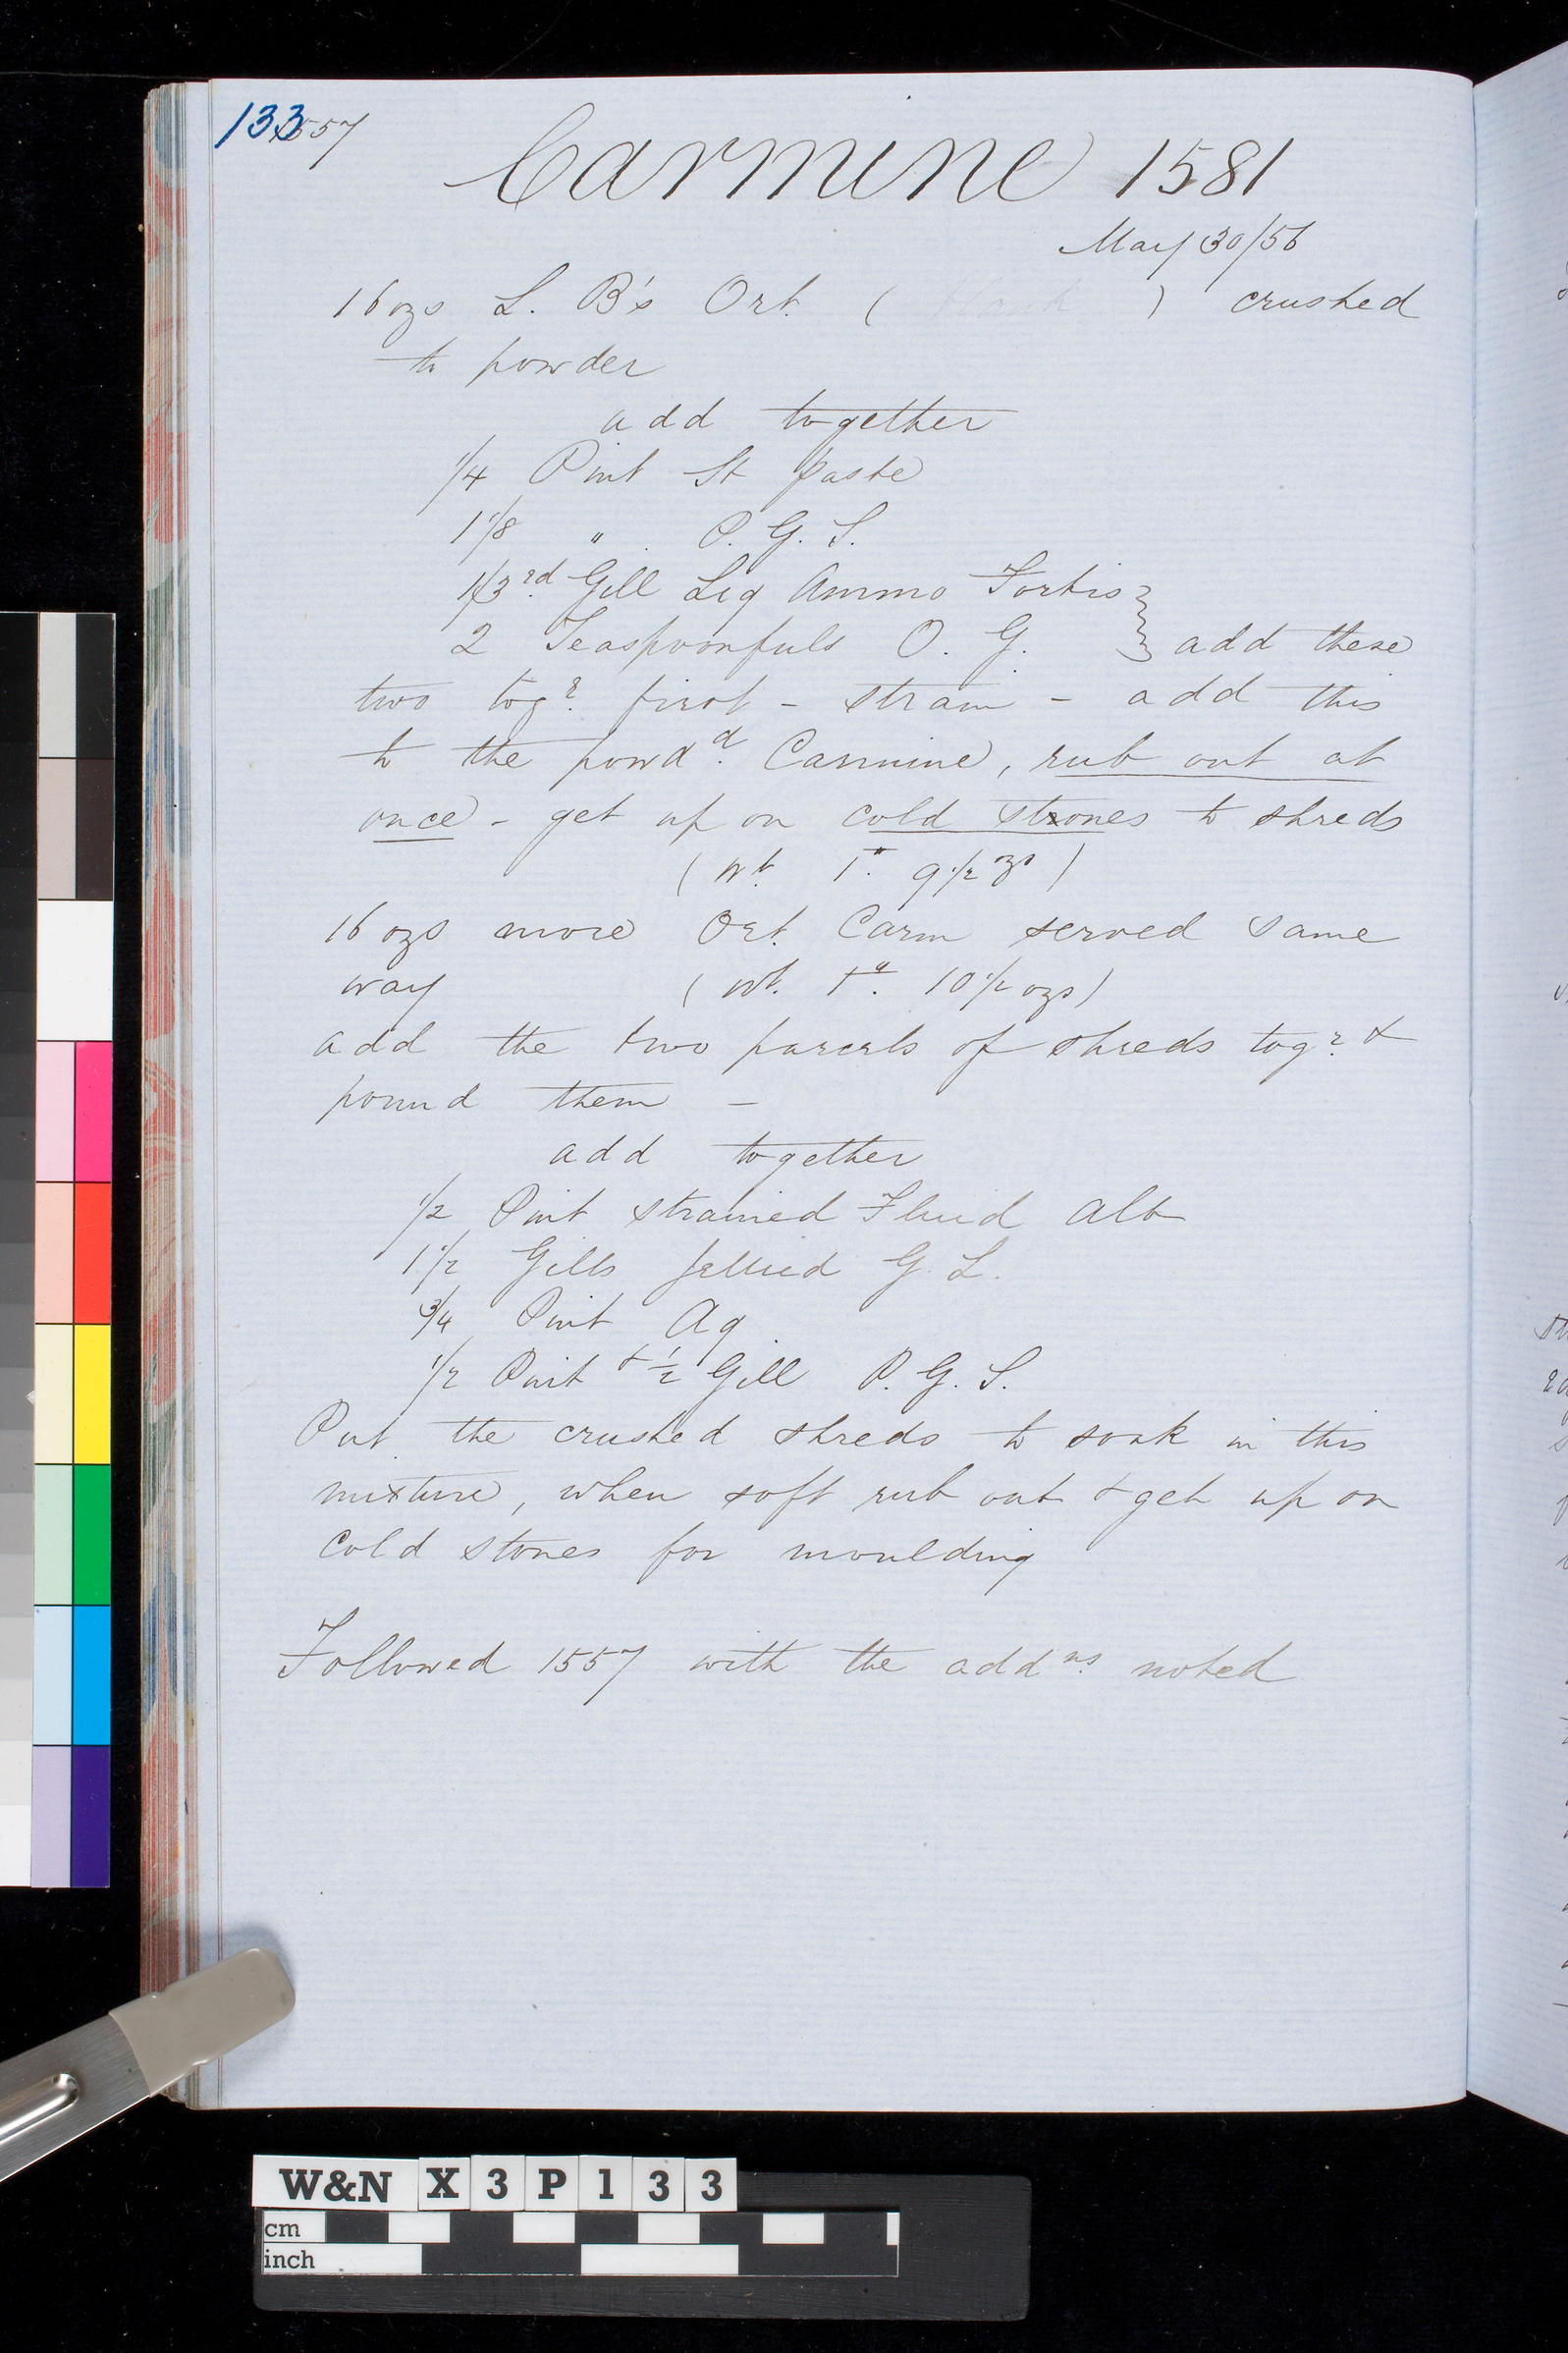 133 1557
Carmine 1581
May 30/56
16 ozs L. B's Ort. ( ) crushed
to powder
add together
1/4 Pint St paste
1 1/8 " P. G. S.
1/3rd Gill Liq Ammo Fortis
2 Teaspoonfuls O. G. } add these
two togr. first - strain - add this
to the powdd. Carmine, rub out at
once - get up on cold stones to shreds
(Wt. 1". 9 1/2 ozs)
16 ozs more Ort. Carm served same
way (Wt. 1". 10 1/2 ozs)
add the two parcels of shreds togr. &
pound them -
add together
1/2 Pint strained Fluid Alb
1 1/2 Gills Jellied G. L.
3/4 Pint Aq
1/2 Pint & 1/2 Gill P. G. S.
Put the crushed shreds to soak in this
mixture, when soft rub out & get up on
cold stones for moulding
Followed 1557 with the addns. noted
W&N X 3 P 1 3 3
cm
inch